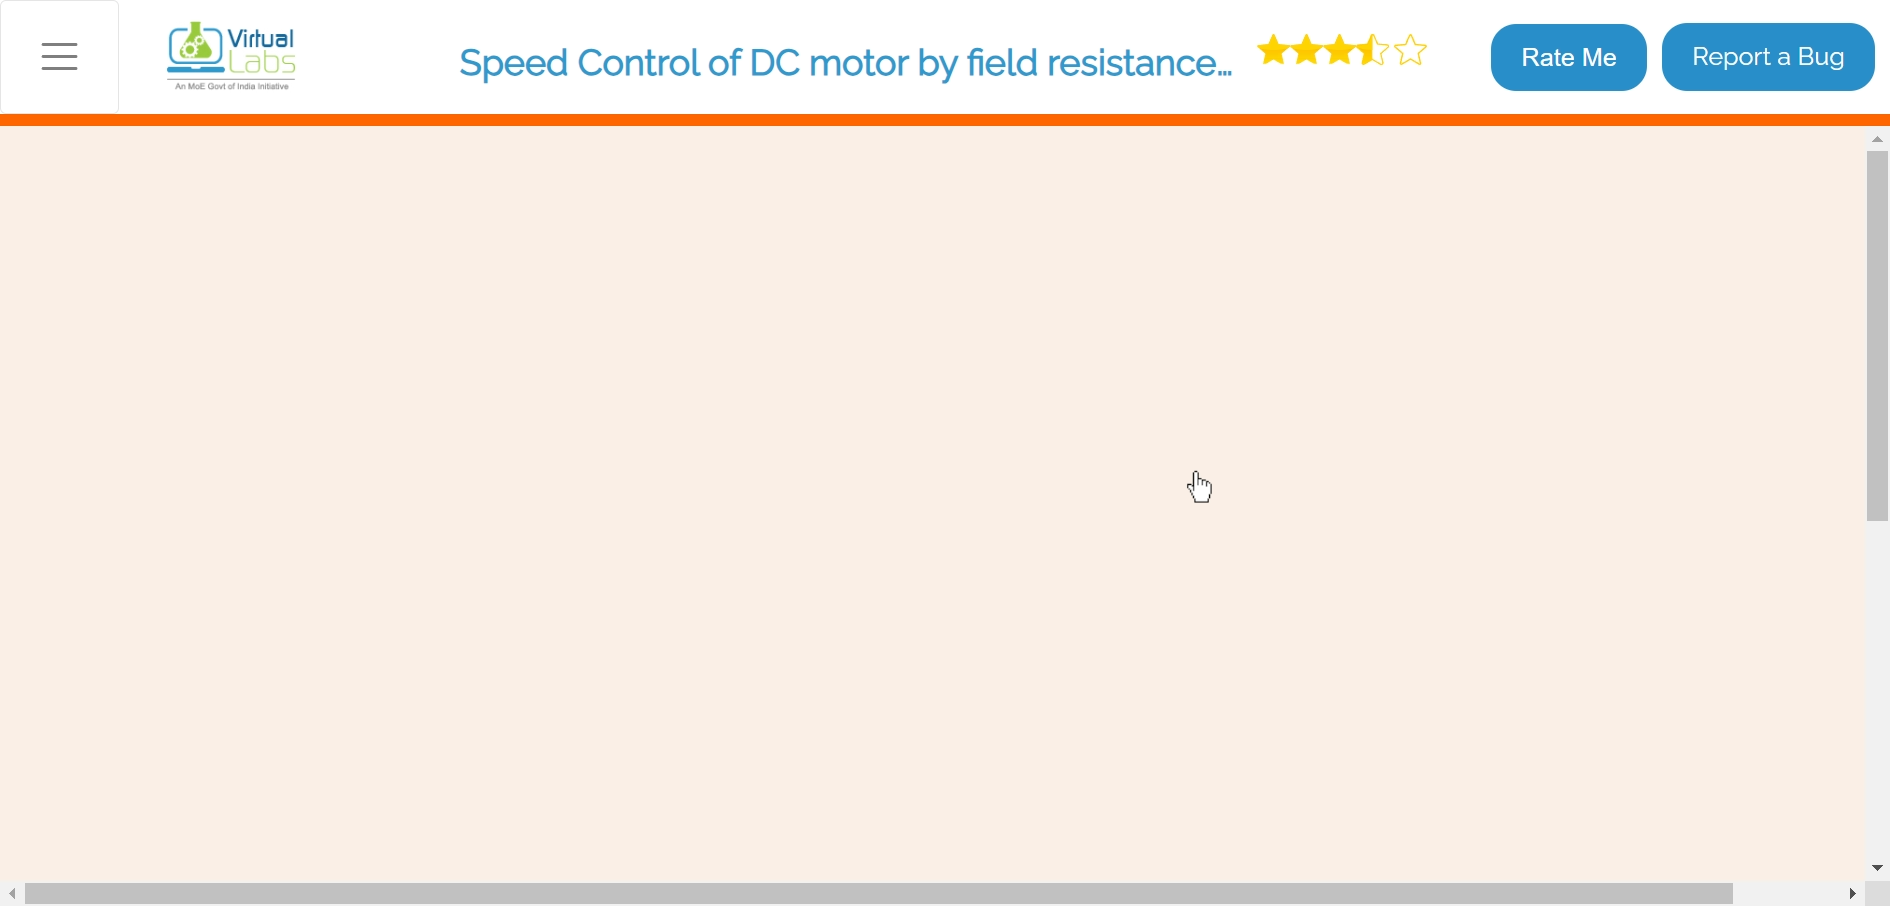 Virtual
Labs
An MoE Govt of India Initiative
Speed Control of DC motor by field resistance...
Rate Me
Report a Bug